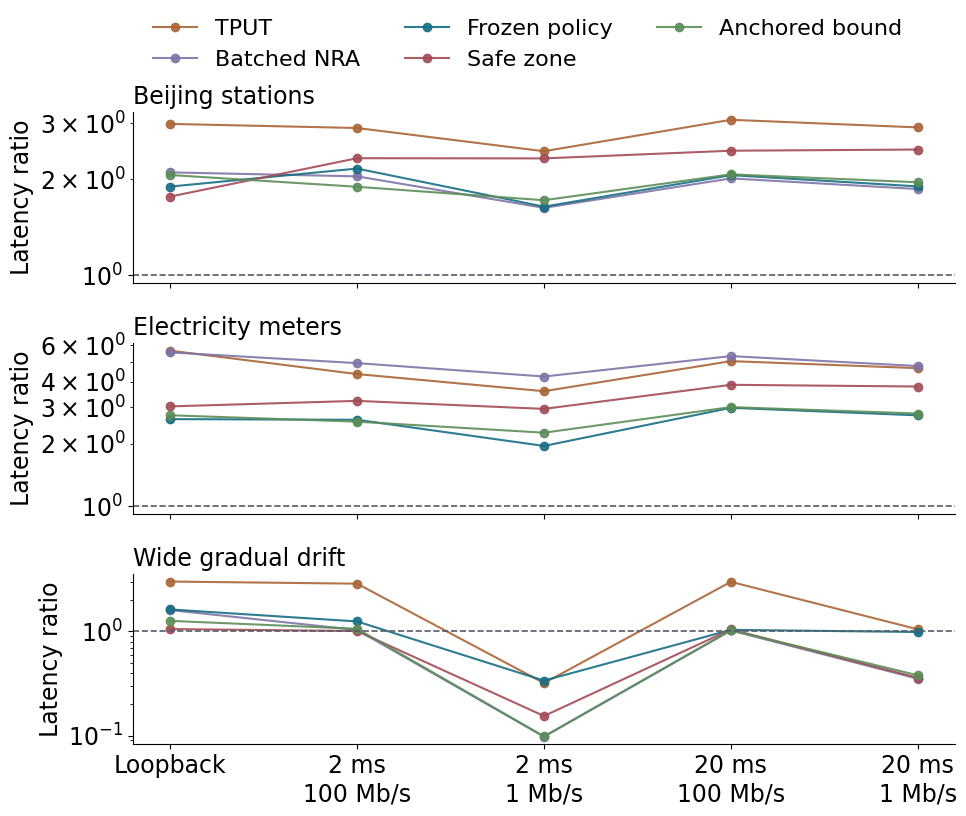 TPUT
Frozen policy
Anchored bound
Batched NRA
Safe zone
Beijing stations
Latency ratio
3 × 10⁰
2 × 10⁰
10⁰
Electricity meters
Latency ratio
6 × 10⁰
4 × 10⁰
3 × 10⁰
2 × 10⁰
10⁰
Wide gradual drift
Latency ratio
10⁰
10⁻¹
Loopback
2 ms
100 Mb/s
2 ms
1 Mb/s
20 ms
100 Mb/s
20 ms
1 Mb/s